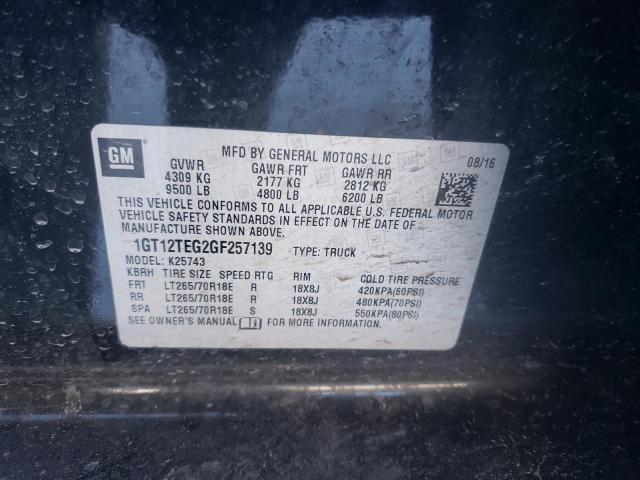 GM
MFD BY GENERAL MOTORS LLC
08/16
GVWR GAWR FRT GAWR RR
4309 KG 2177 KG 2812 KG
9500 LB 4800 LB 6200 LB
THIS VEHICLE CONFORMS TO ALL APPLICABLE U.S. FEDERAL MOTOR
VEHICLE SAFETY STANDARDS IN EFFECT ON THE DATE OF
MANUFACTURE SHOWN ABOVE.
1GT12TEG2GF257139 TYPE: TRUCK
MODEL: K25743
KBRH TIRE SIZE SPEED RTG RIM COLD TIRE PRESSURE
FRT LT265/70R18E R 18X8J 420KPA(60PSI)
RR LT265/70R18E R 18X8J 480KPA(70PSI)
SPA LT265/70R18E S 18X8J 550KPA(80PSI)
SEE OWNER'S MANUAL FOR MORE INFORMATION.